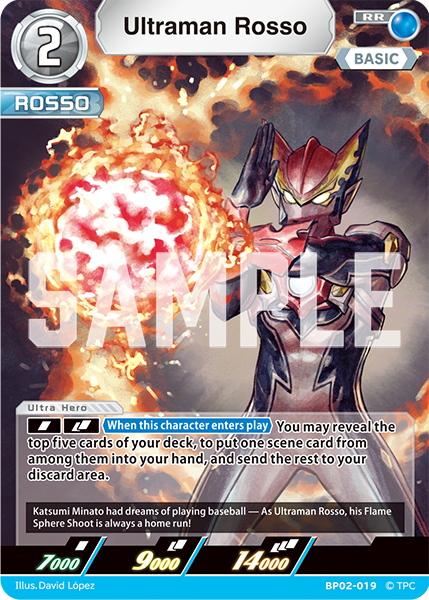 Ultraman Rosso
RR
2
BASIC
ROSSO
SAMPLE
Ultra Hero
When this character enters play You may reveal the
top five cards of your deck, to put one scene card from
among them into your hand, and send the rest to your
discard area.
Katsumi Minato had dreams of playing baseball — As Ultraman Rosso, his Flame
Sphere Shoot is always a home run!
7000 9000 14000
Illus.David López BP02-019 © TPC